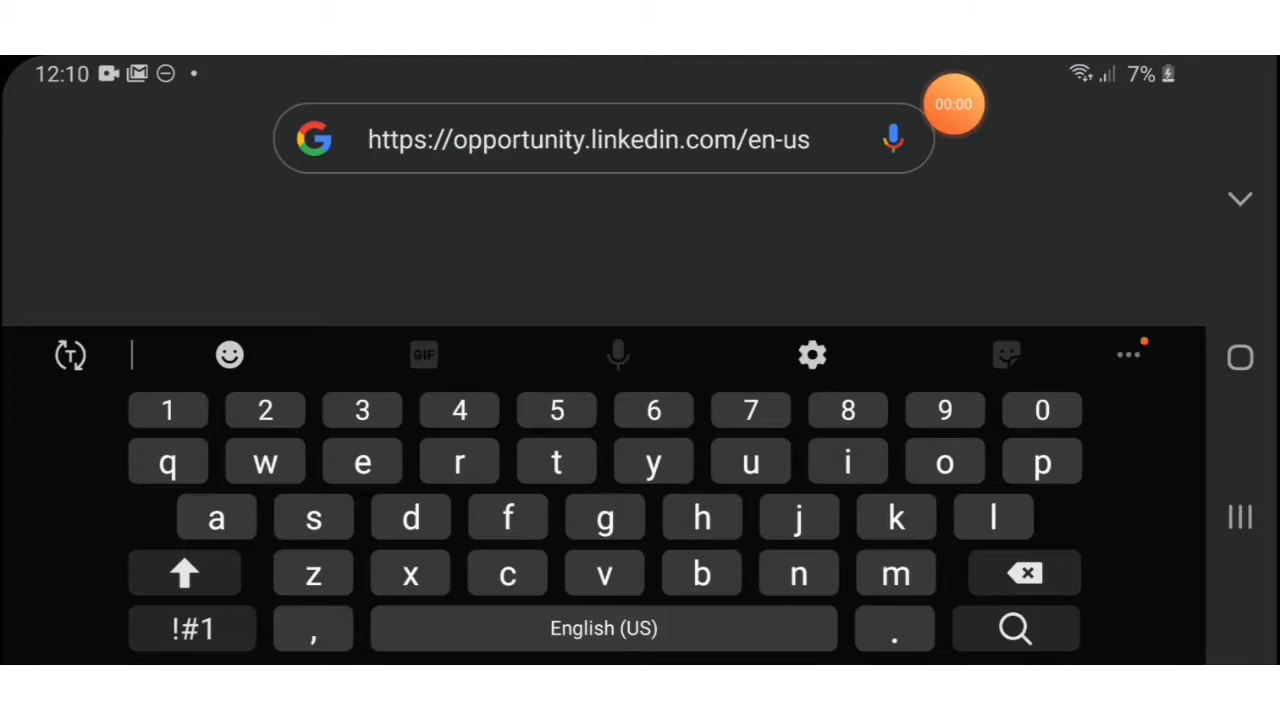 12:10
7%
00:00
https://opportunity.linkedin.com/en-us
T
GIF
1 2 3 4 5 6 7 8 9 0
q w e r t y u i o p
a s d f g h j k l
z x c v b n m
!#1 , English (US) .